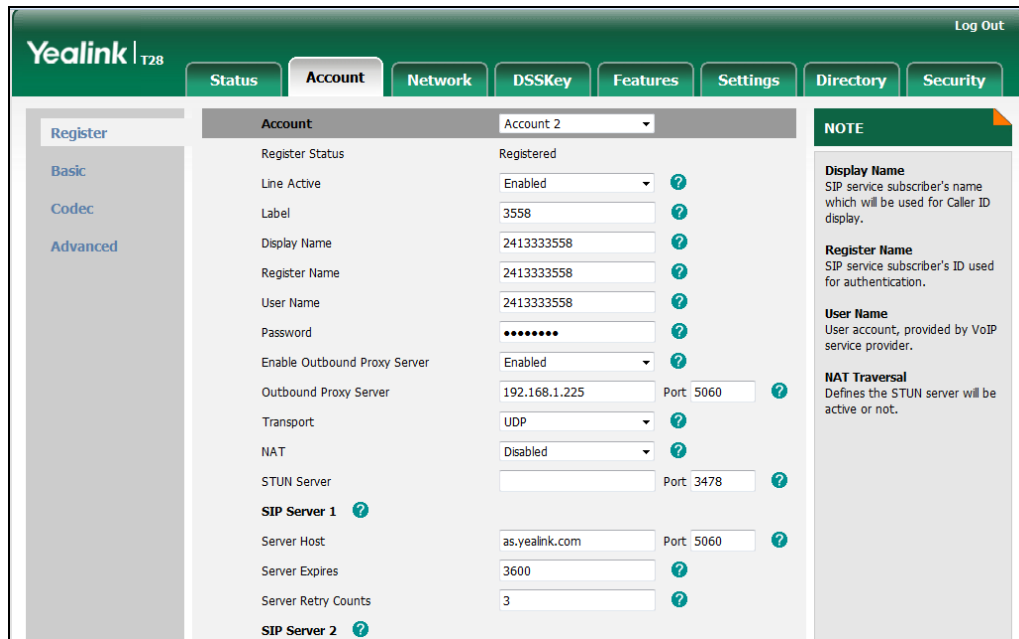 Log Out
Yealink T28
Status Account Network DSSKey Features Settings Directory Security
Register
Basic
Codec
Advanced
Account Account 2
Register Status Registered
Line Active Enabled ?
Label 3558 ?
Display Name 2413333558 ?
Register Name 2413333558 ?
User Name 2413333558 ?
Password •••••••• ?
Enable Outbound Proxy Server Enabled ?
Outbound Proxy Server 192.168.1.225 Port 5060 ?
Transport UDP ?
NAT Disabled ?
STUN Server Port 3478 ?
SIP Server 1 ?
Server Host as.yealink.com Port 5060 ?
Server Expires 3600 ?
Server Retry Counts 3 ?
SIP Server 2 ?
NOTE
Display Name
SIP service subscriber's name
which will be used for Caller ID
display.
Register Name
SIP service subscriber's ID used
for authentication.
User Name
User account, provided by VoIP
service provider.
NAT Traversal
Defines the STUN server will be
active or not.